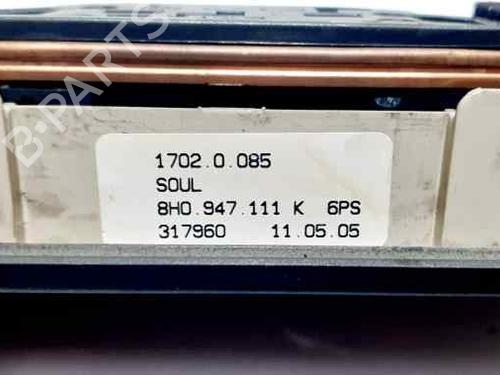 B-PARTS
1702.0.085
SOUL
8H0.947.111 K 6PS
317960 11.05.05